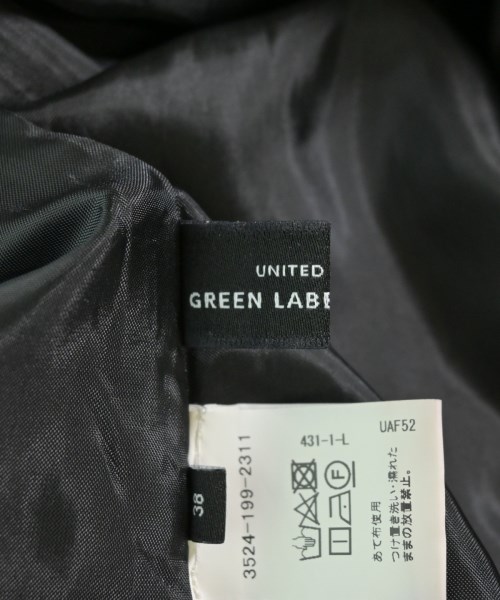 UNITED
GREEN LABE
38
3524-199-2311
431-I-L
UAF52
あて布使用
つけ置き洗い・濡れた
ままの放置禁止。